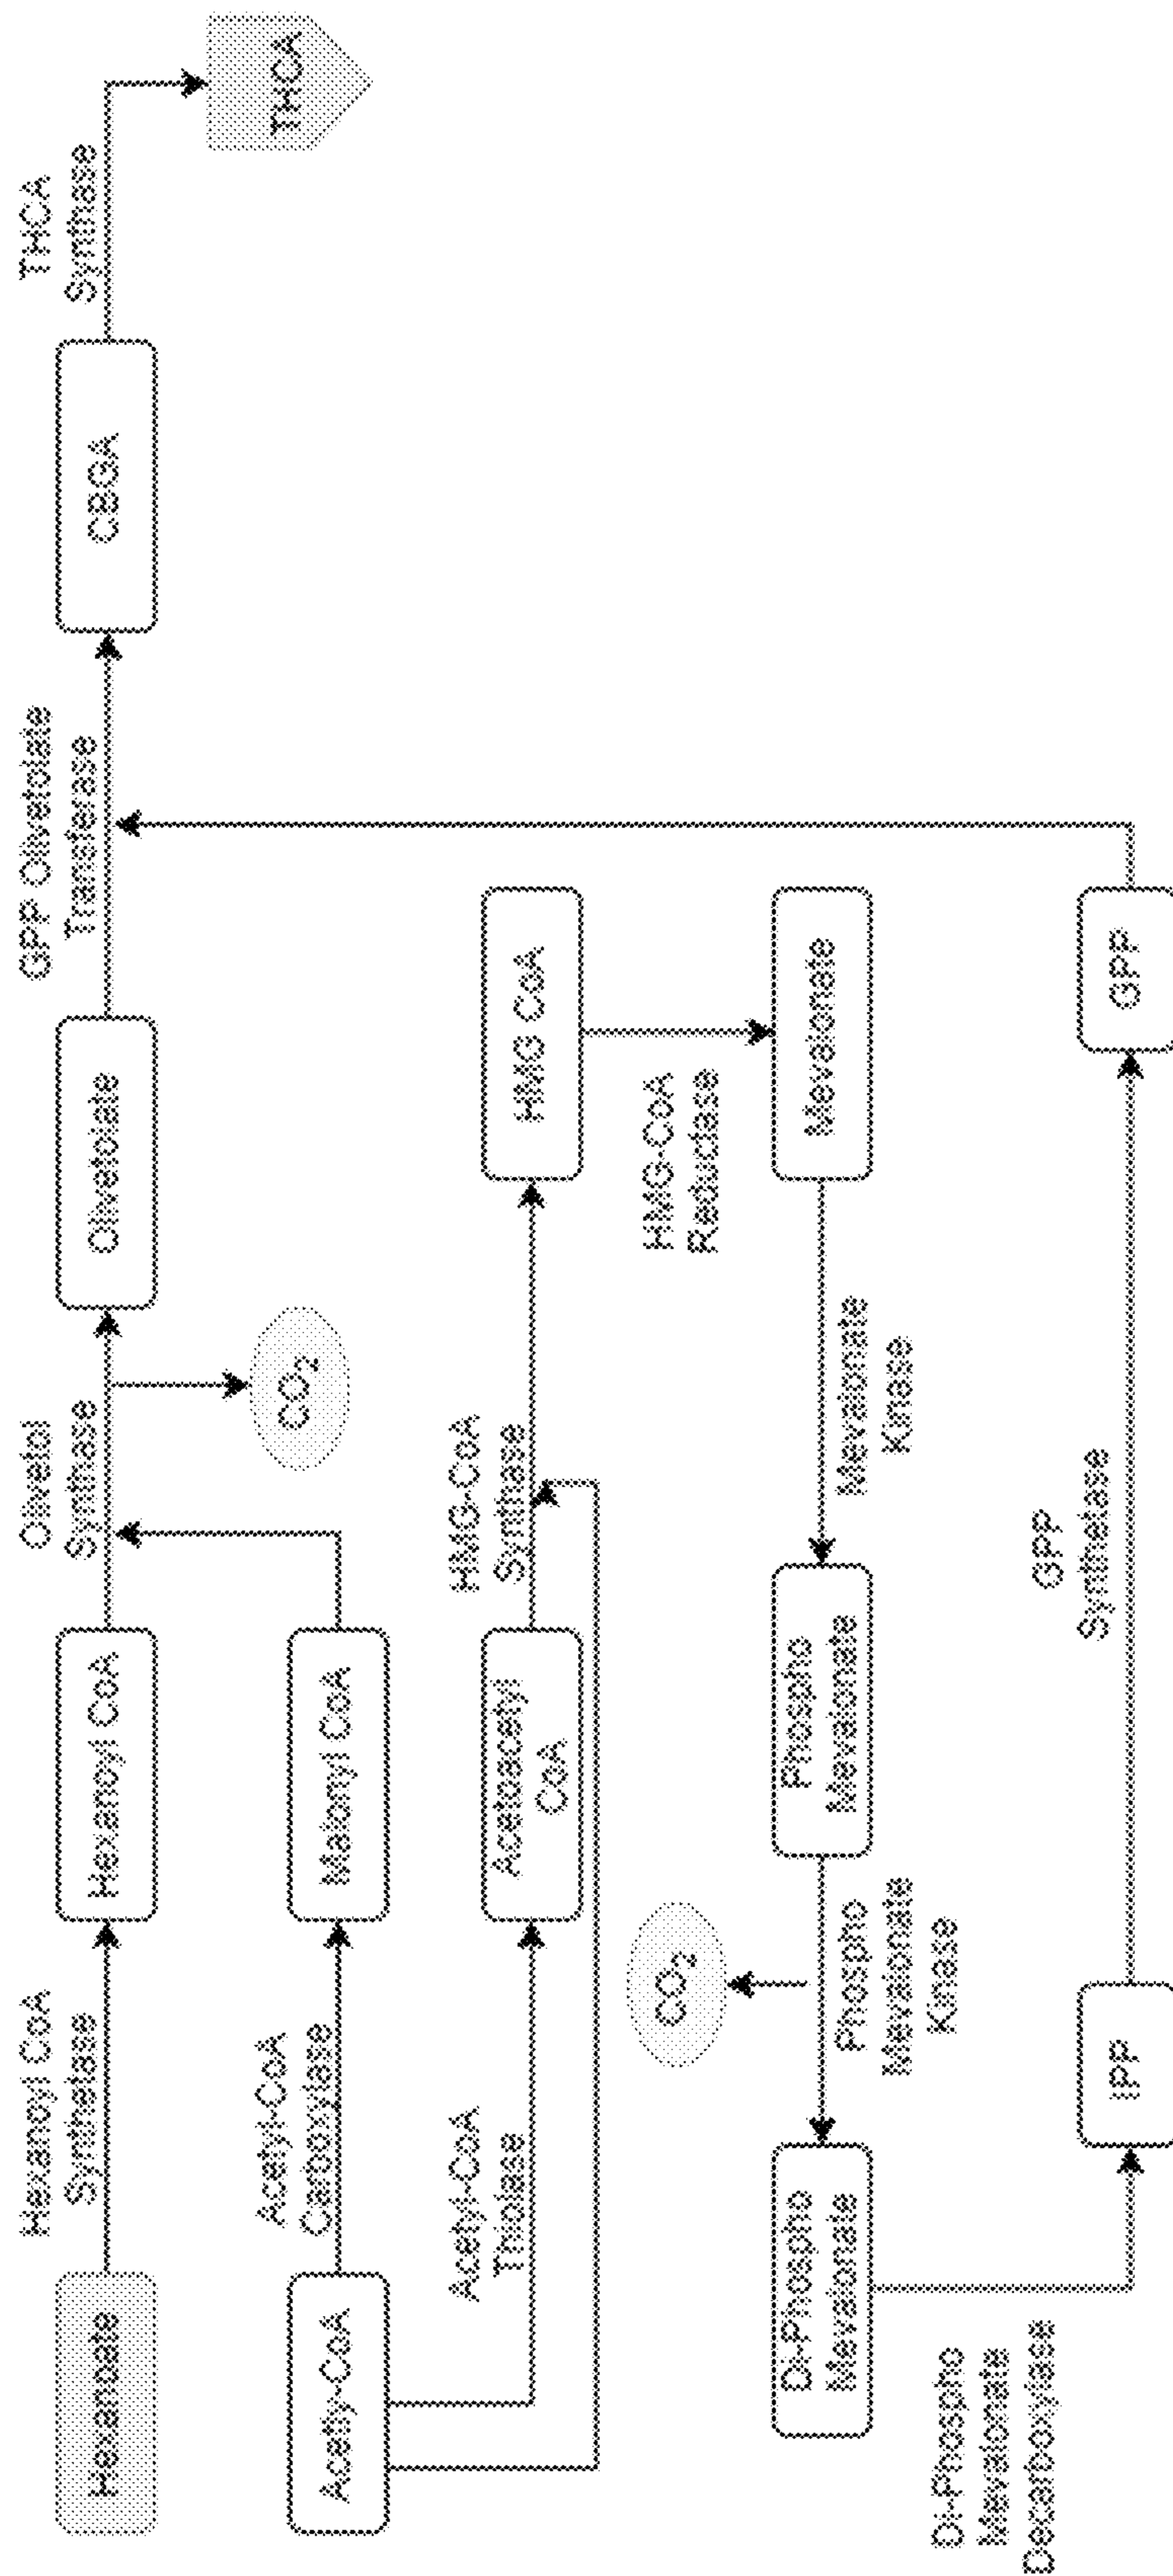 Hexanoate
Hexanoyl CoA
Synthetase
Hexanoyl CoA
Olivetol
Synthase
CO2
Olivetolate
GPP Olivetolate
Transferase
CBGA
THCA
Synthase
THCA
Acetly-CoA
Acetyl-CoA
Carboxylase
Malonyl CoA
Acetyl-CoA
Thiolase
Acetoacetyl
CoA
HMG-CoA
Synthase
HMG CoA
HMG-CoA
Reductase
Mevalonate
Mevalonate
Kinase
Phospho
Mevalonate
CO2
Phospho
Mevalonate
Kinase
Di-Phospho
Mevalonate
Di-Phospho
Mevalonate
Decarboxylase
IPP
GPP
Synthetase
GPP